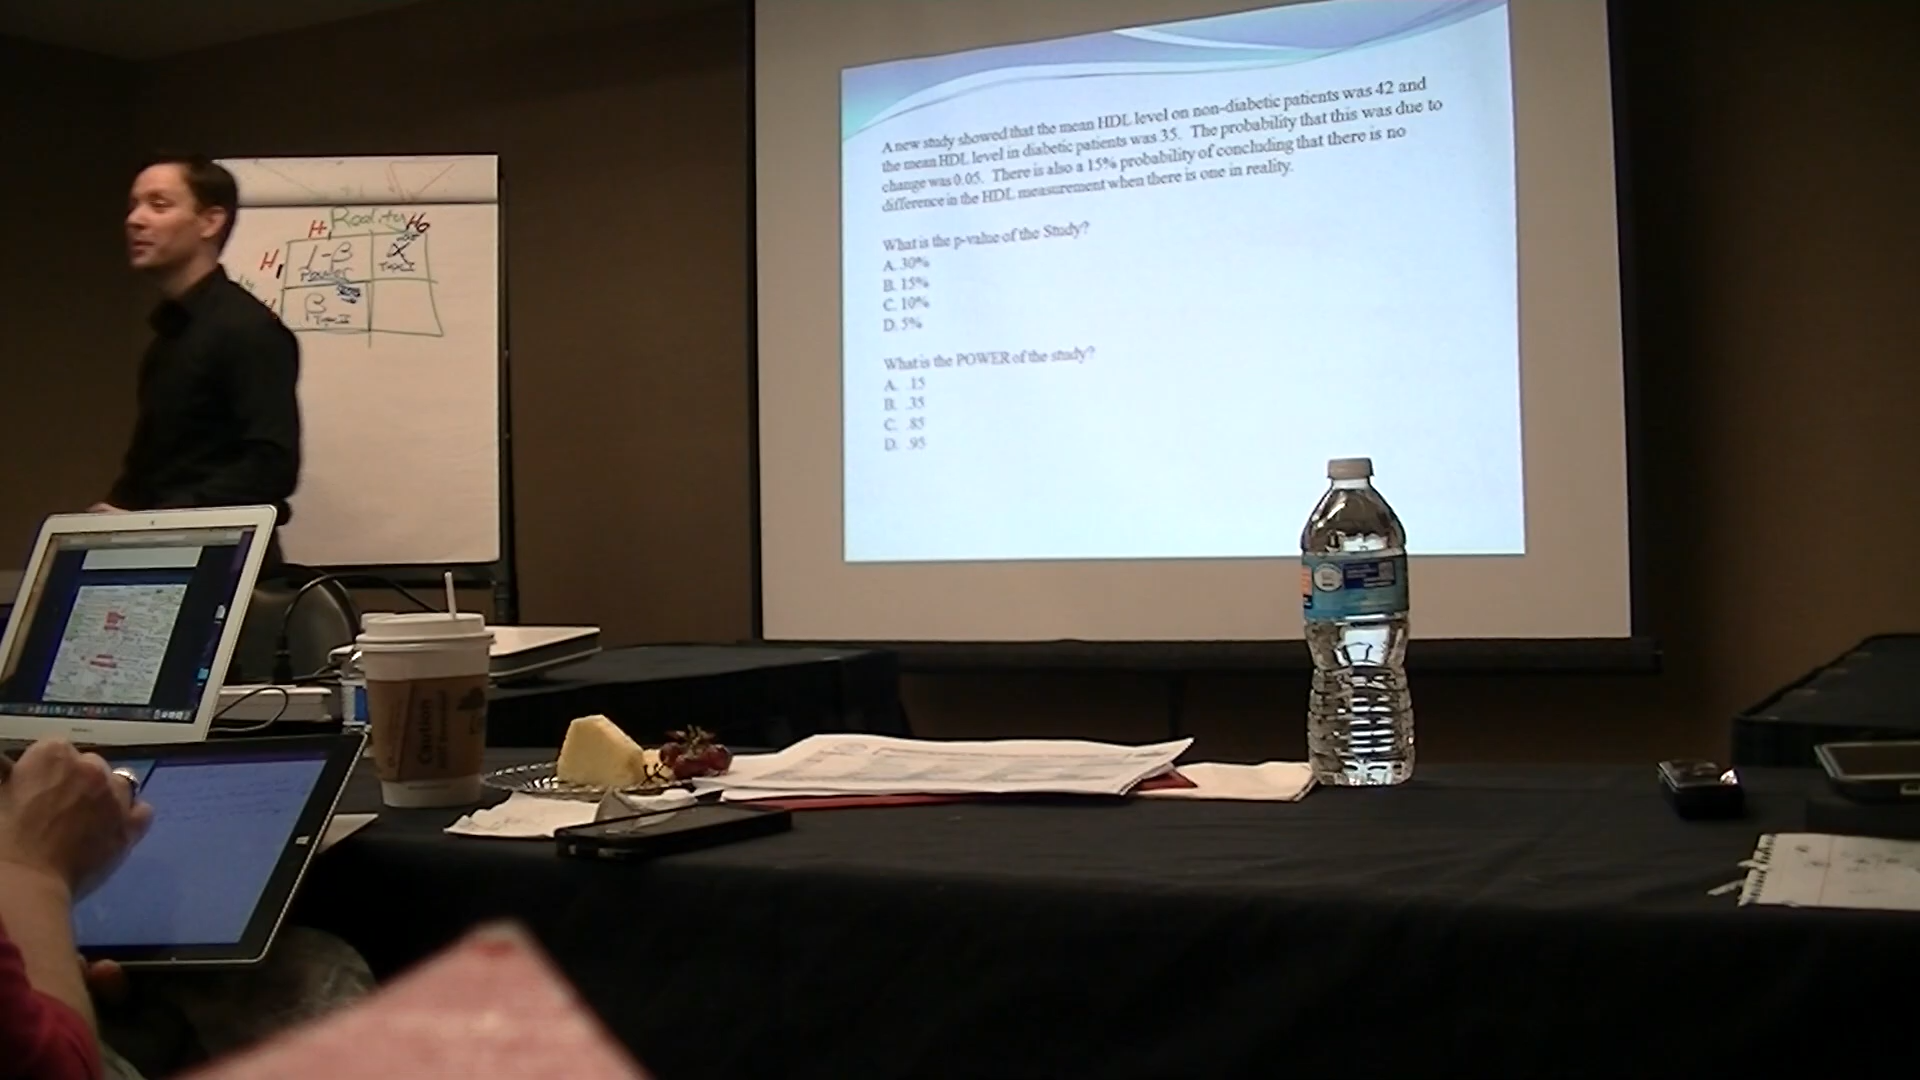 A new study showed that the mean HDL level on non-diabetic patients was 42 and
the mean HDL level in diabetic patients was 35. The probability that this was due to
change was 0.05. There is also a 15% probability of concluding that there is no
difference in the HDL measurement when there is one in reality.
What is the p-value of the Study?
A. 30%
B. 15%
C. 10%
D. 5%
What is the POWER of the study?
A. .15
B. .35
C. .85
D. .95
Reality
H1 H0
H1 1-β α
Power Type I
β
Type II
Caution